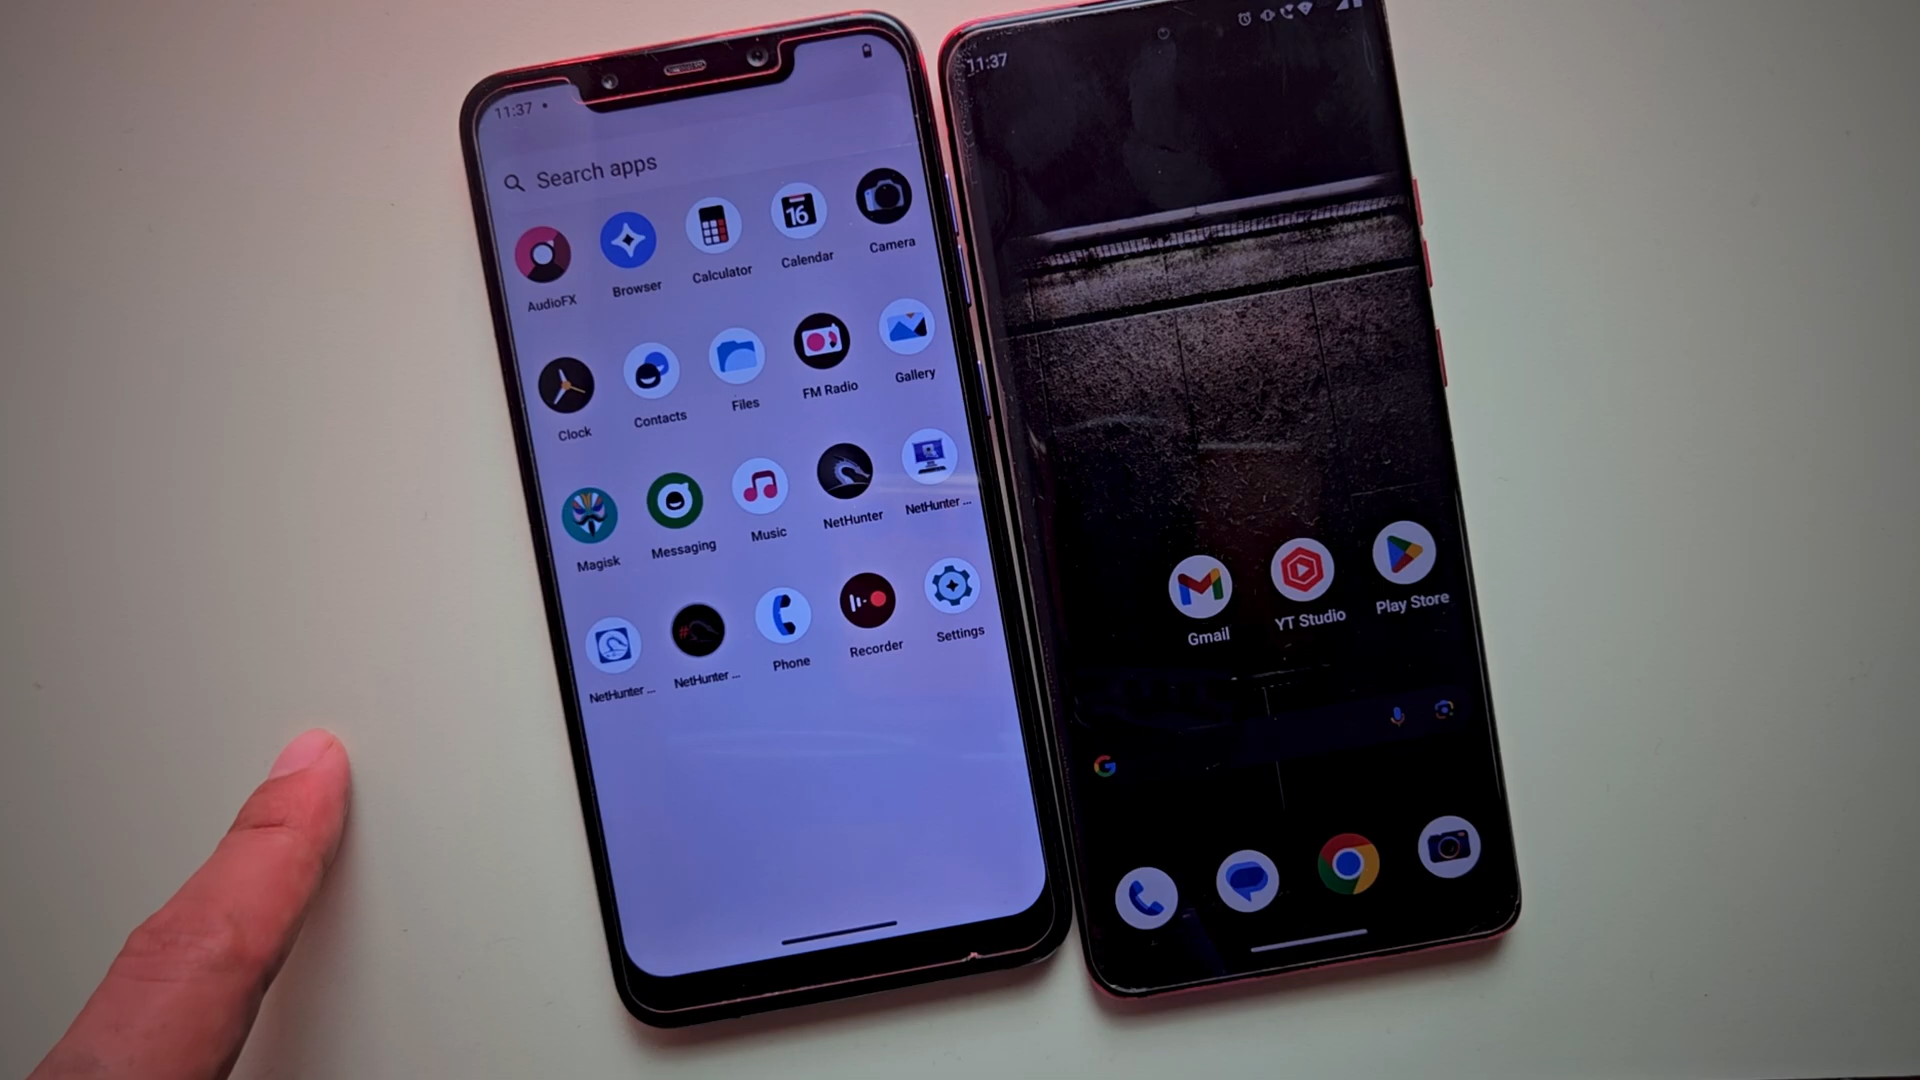 11:37
Search apps
AudioFX
Browser
Calculator
16
Calendar
Camera
Clock
Contacts
Files
FM Radio
Gallery
Magisk
Messaging
Music
NetHunter
NetHunter ...
NetHunter ...
#
NetHunter ...
Phone
Recorder
Settings
11:37
Gmail
YT Studio
Play Store
G